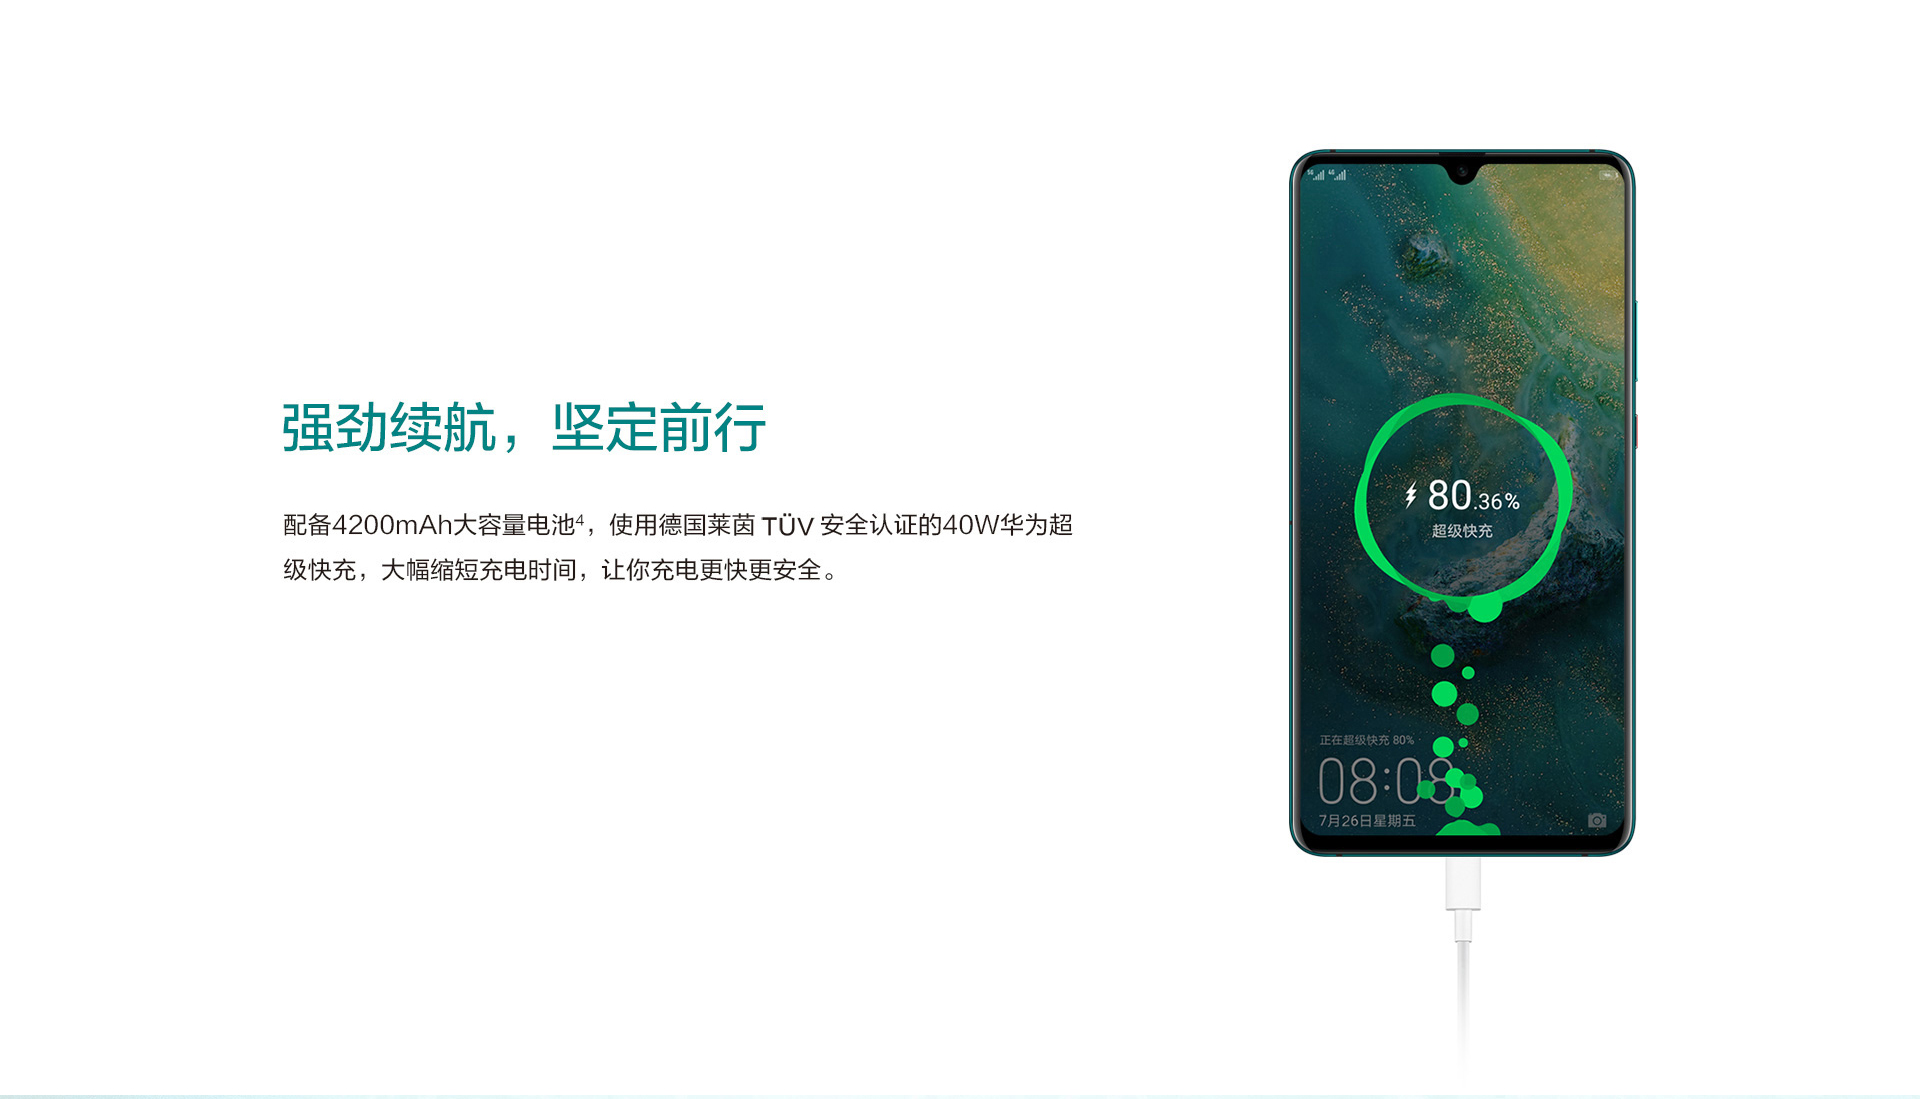 强劲续航，坚定前行
配备4200mAh大容量电池⁴，使用德国莱茵 TÜV 安全认证的40W华为超
级快充，大幅缩短充电时间，让你充电更快更安全。
5G 4G
80.36%
超级快充
正在超级快充 80%
08:08
7月26日星期五